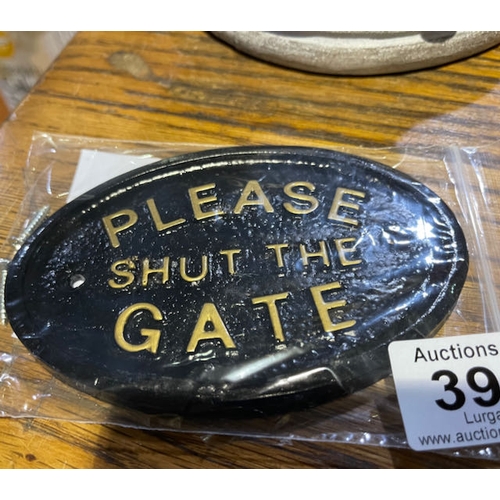 PLEASE
SHUT THE
GATE
Auctions
39
Lurga
www.auction